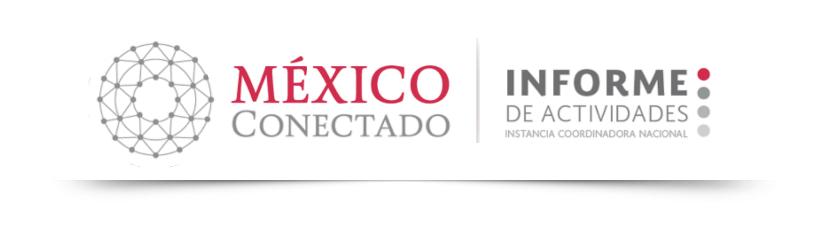 MÉXICO
CONECTADO
INFORME
DE ACTIVIDADES
INSTANCIA COORDINADORA NACIONAL